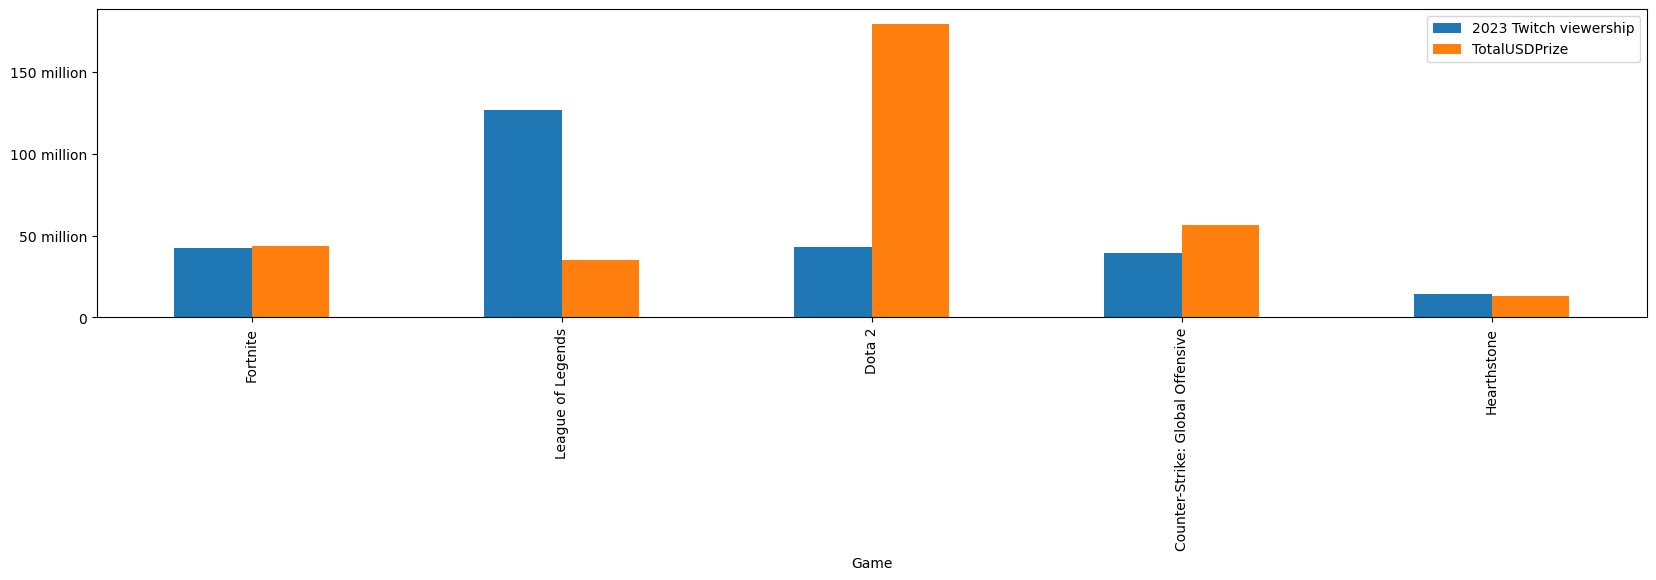 2023 Twitch viewership
TotalUSDPrize
150 million
100 million
50 million
0
Fortnite
League of Legends
Dota 2
Counter-Strike: Global Offensive
Hearthstone
Game